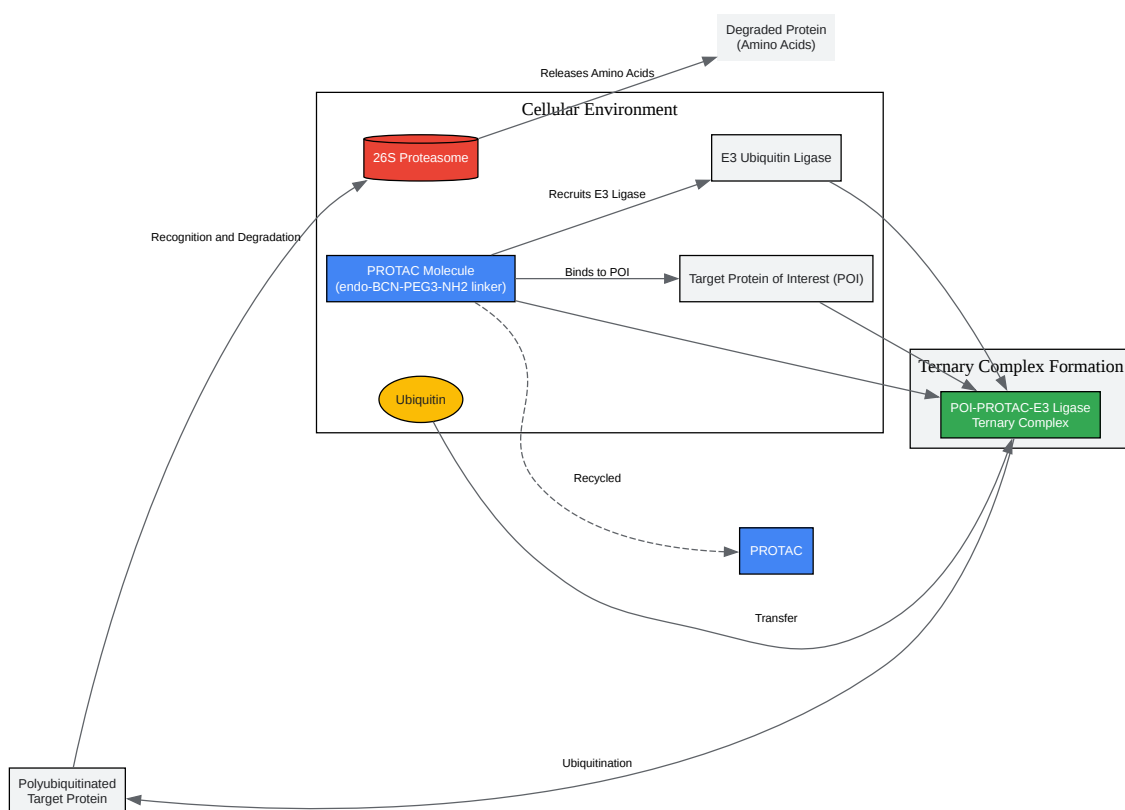 Degraded Protein
(Amino Acids)
Releases Amino Acids
Cellular Environment
26S Proteasome
E3 Ubiquitin Ligase
Recruits E3 Ligase
Recognition and Degradation
PROTAC Molecule
(endo-BCN-PEG3-NH2 linker)
Binds to POI
Target Protein of Interest (POI)
Ternary Complex Formation
Ubiquitin
POI-PROTAC-E3 Ligase
Ternary Complex
Recycled
PROTAC
Transfer
Ubiquitination
Polyubiquitinated
Target Protein